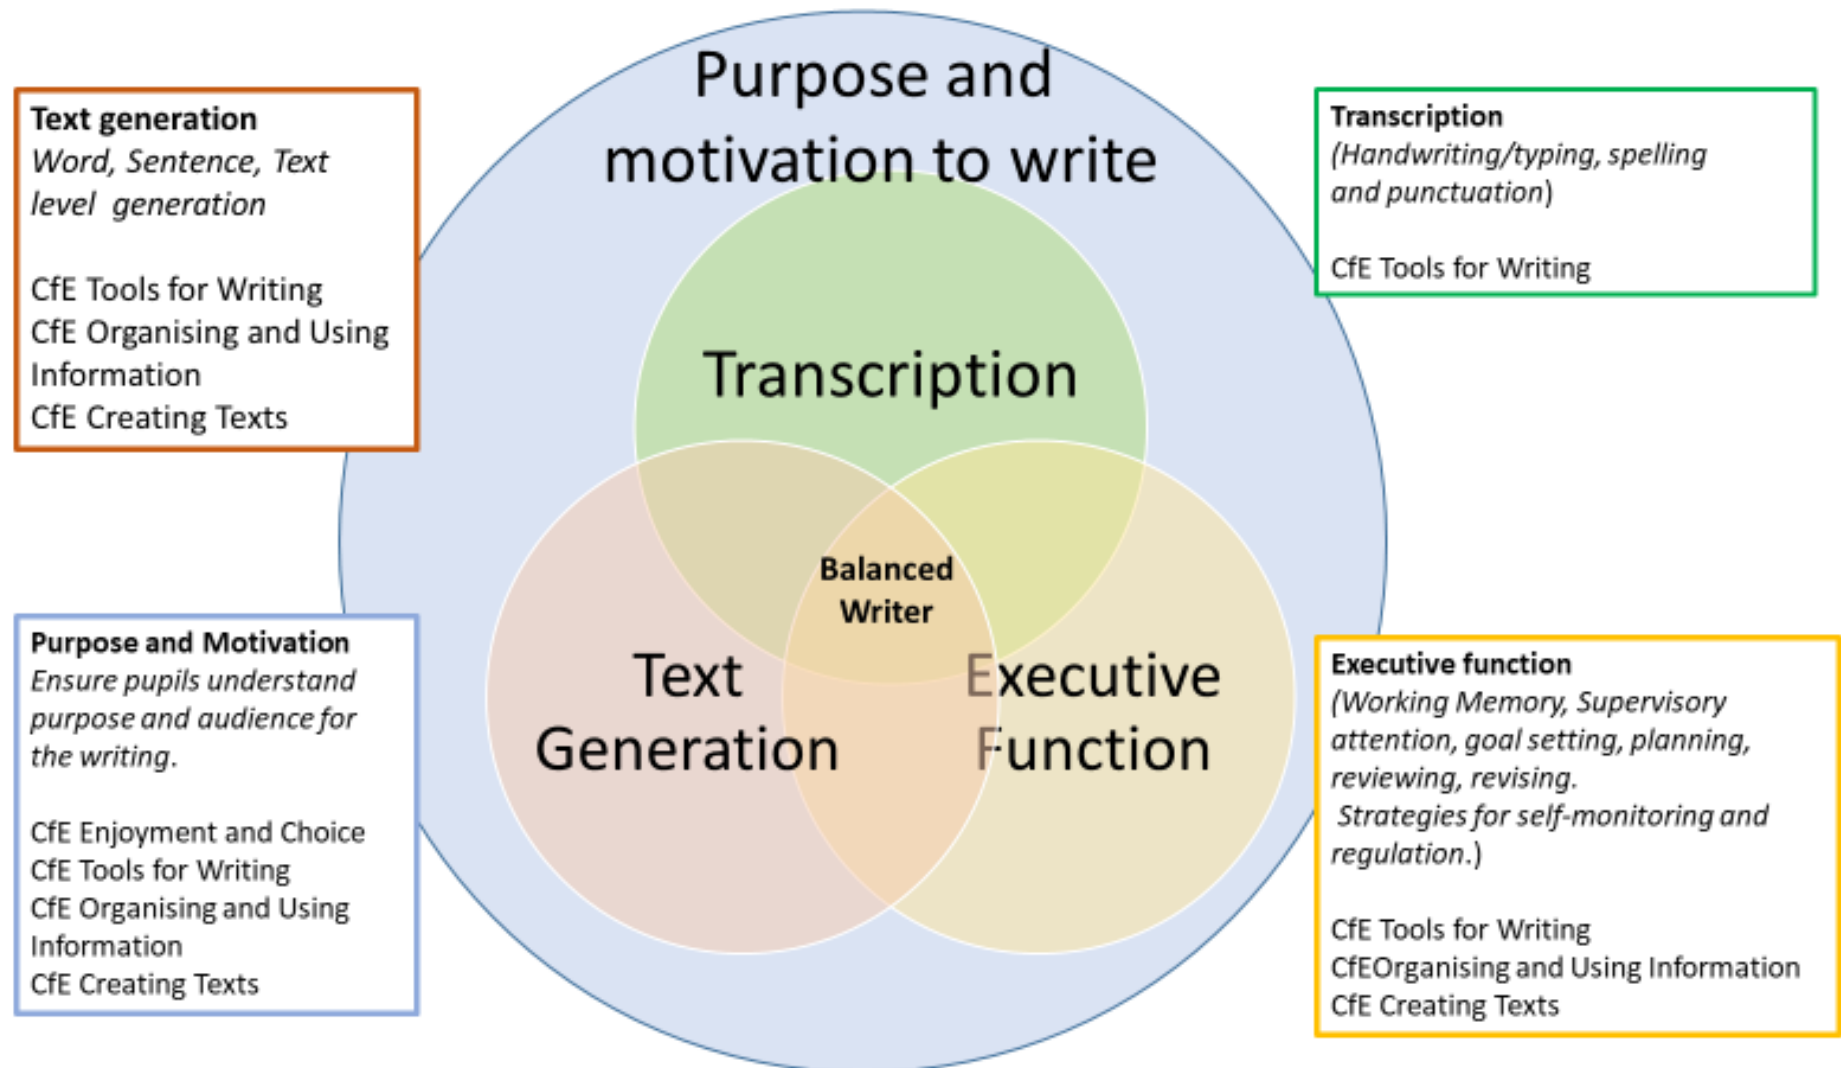 Purpose and
motivation to write
Text generation
Word, Sentence, Text
level generation
CfE Tools for Writing
CfE Organising and Using
Information
CfE Creating Texts
Transcription
(Handwriting/typing, spelling
and punctuation)
CfE Tools for Writing
Transcription
Balanced
Writer
Text
Generation
Executive
Function
Purpose and Motivation
Ensure pupils understand
purpose and audience for
the writing.
CfE Enjoyment and Choice
CfE Tools for Writing
CfE Organising and Using
Information
CfE Creating Texts
Executive function
(Working Memory, Supervisory
attention, goal setting, planning,
reviewing, revising.
Strategies for self-monitoring and
regulation.)
CfE Tools for Writing
CfEOrganising and Using Information
CfE Creating Texts